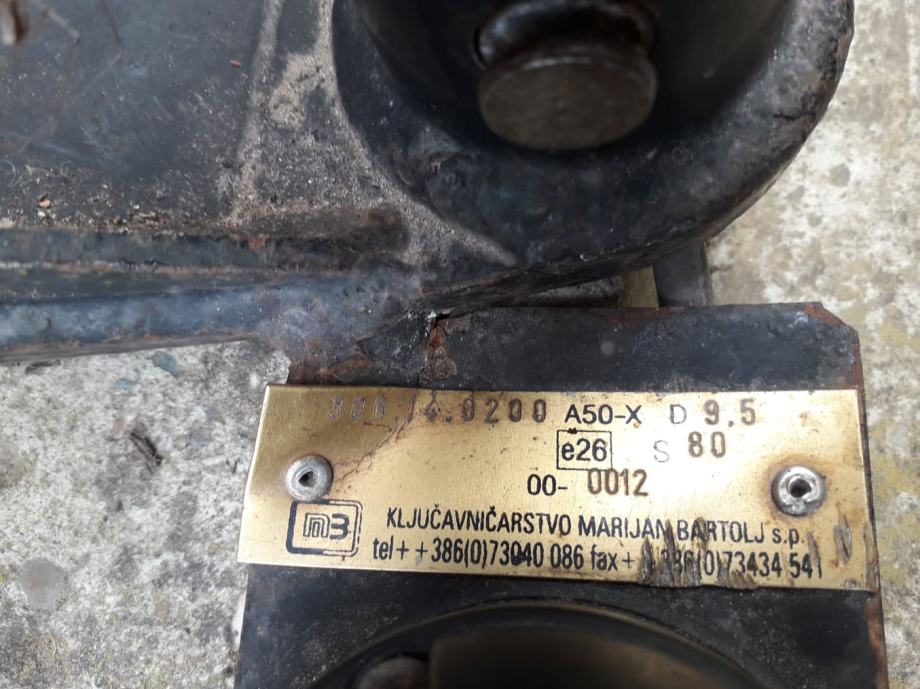 306 14.0200 A50-X D 9.5
e26 S 80
00- 0012
KLJUČAVNIČARSTVO MARIJAN BARTOLJ s.p.
tel++386(0)73040 086 fax+ 386(0)73434 541